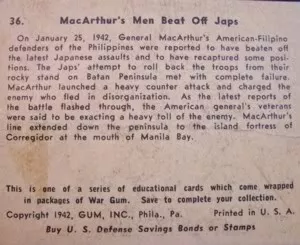 36. MacArthur's Men Beat Off Japs
On January 25, 1942, General MacArthur's American-Filipino
defenders of the Philippines were reported to have beaten off
the latest Japanese assaults and to have recaptured some posi-
tions. The Japs' attempt to roll back the troops from their
rocky stand on Batan Peninsula met with complete failure.
MacArthur launched a heavy counter attack and charged the
enemy who fled in disorganization. As the latest reports of
the battle flashed through, the American general's veterans
were said to be exacting a heavy toll of the enemy. MacArthur's
line extended down the peninsula to the island fortress of
Corregidor at the mouth of Manila Bay.
This is one of a series of educational cards which come wrapped
in packages of War Gum. Save to complete your collection.
Copyright 1942, GUM, INC., Phila., Pa. Printed in U. S. A.
Buy U. S. Defense Savings Bonds or Stamps